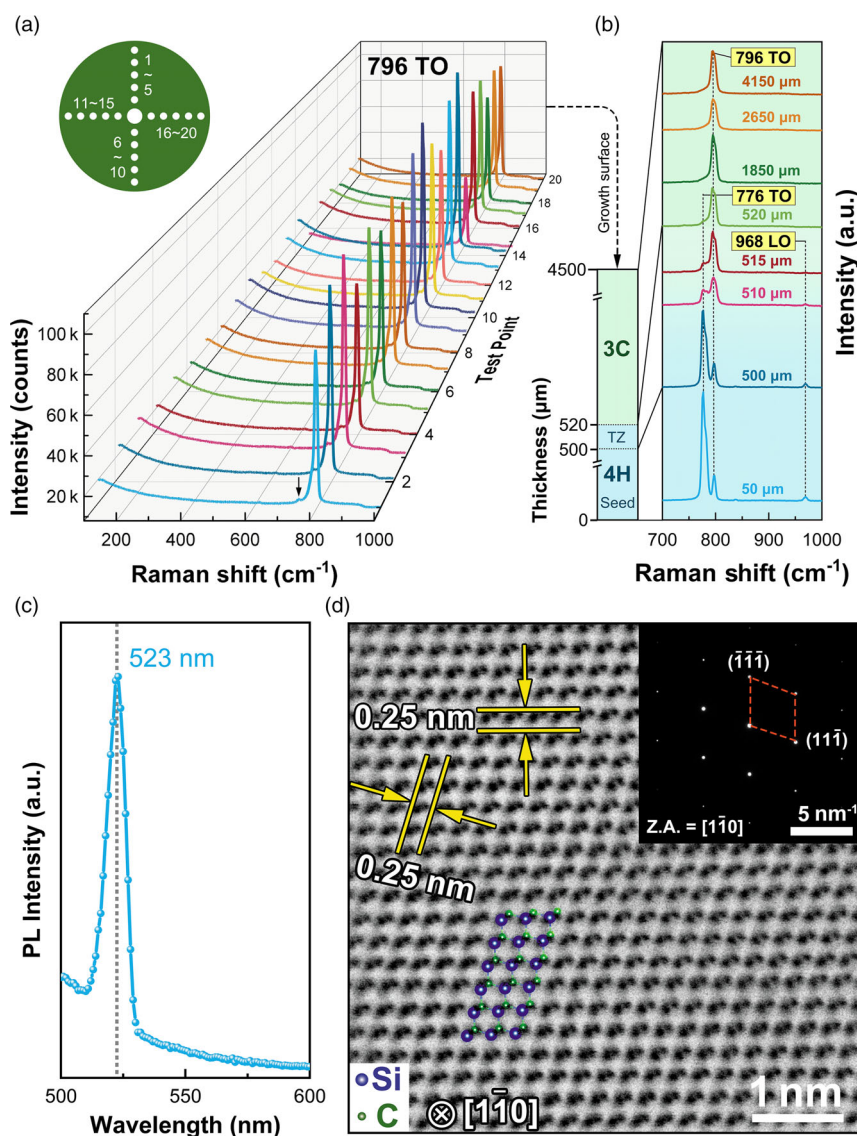 (a)
1
~
5
11~15
16~20
6
~
10
796 TO
100 k
80 k
60 k
40 k
20 k
Intensity (counts)
200
400
600
800
1000
Raman shift (cm⁻¹)
2
4
6
8
10
12
14
16
18
20
Test Point
Growth surface
4500
520
500
0
Thickness (µm)
3C
TZ
4H
Seed
(b)
796 TO
4150 µm
2650 µm
1850 µm
776 TO
520 µm
968 LO
515 µm
510 µm
500 µm
50 µm
Intensity (a.u.)
700
800
900
1000
Raman shift (cm⁻¹)
(c)
523 nm
PL Intensity (a.u.)
500
550
600
Wavelength (nm)
(d)
0.25 nm
0.25 nm
(1̅1̅1̅)
(111̅)
Z.A. = [11̅0]
5 nm⁻¹
Si
C
[11̅0]
1 nm